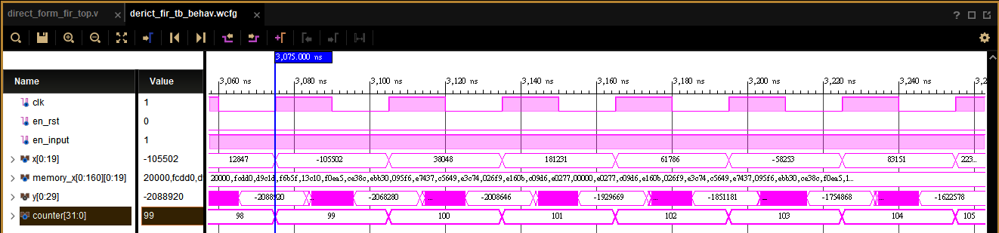 direct_form_fir_top.v × derict_fir_tb_behav.wcfg × ?
3,075.000 ns
Name Value 3,060 ns 3,080 ns 3,100 ns 3,120 ns 3,140 ns 3,160 ns 3,180 ns 3,200 ns 3,220 ns 3,240 ns
clk 1
en_rst 0
en_input 1
x[0:19] -105502 12847 -105502 38048 181231 61786 -58253 83151 223...
memory_x[0:160][0:19] 20000,fcdd0,d9 20000,fcdd0,d9c1d,f6b5f,13c10,f0ea5,ce38c,ebb30,095f6,e7437,c5649,e3c74,026f9,e160b,c09d6,e0277,00000,e0277,c09d6,e160b,026f9,e3c74,c5649,e7437,095f6,ebb30,ce38c,f0ea5,1...
y[0:29] -2088920 -2088920 ... -2068280 ... -2008646 ... -1929669 ... -1851181 ... -1754868 ... -1622578
counter[31:0] 99 98 99 100 101 102 103 104 105